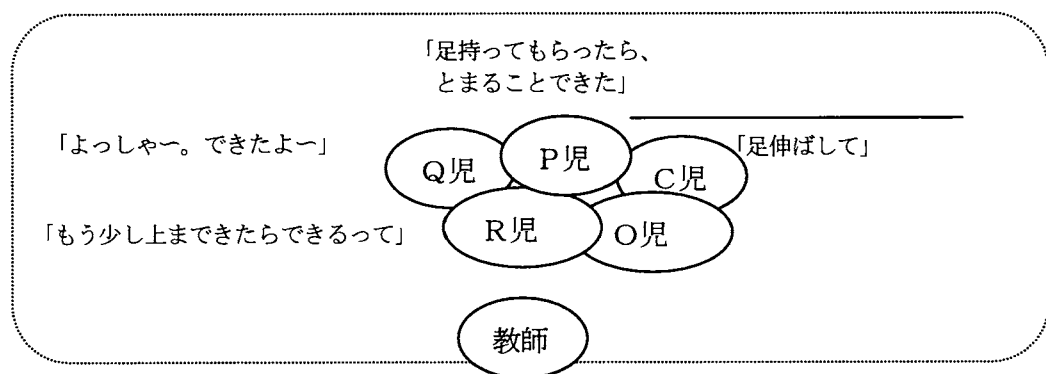 「足持ってもらったら、
とまることできた」
「よっしゃー。できたよー」
「足伸ばして」
Q児
P児
C児
「もう少し上まできたらできるって」
R児
O児
教師